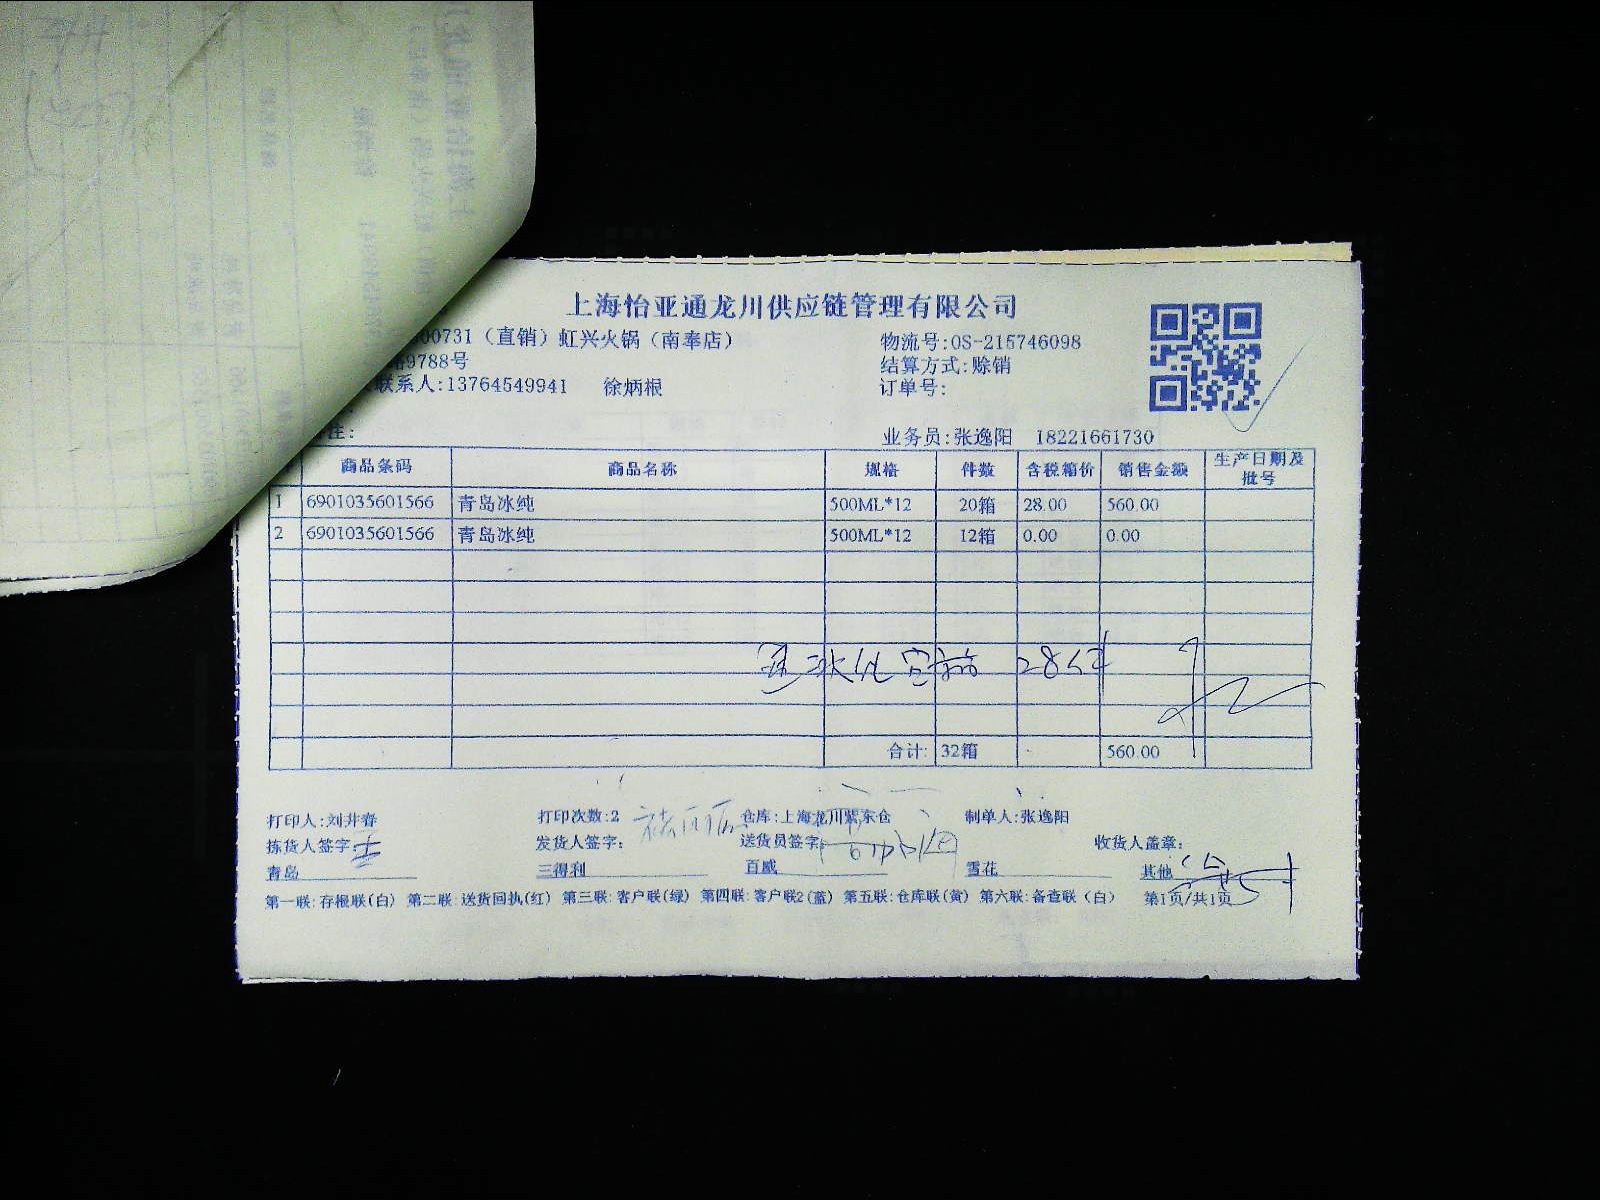 上海怡亚通龙川供应链管理有限公司
00731（直销）虹兴火锅（南奉店） 物流号:OS-215746098
9788号 结算方式:赊销
联系人:13764549941 徐炳根 订单号:
注: 业务员:张逸阳 18221661730
商品条码 商品名称 规格 件数 含税箱价 销售金额 生产日期及批号
1 6901035601566 青岛冰纯 500ML*12 20箱 28.00 560.00
2 6901035601566 青岛冰纯 500ML*12 12箱 0.00 0.00
冰 空 28
合计: 32箱 560.00
打印人:刘井春 打印次数:2 仓库:上海龙川紫东仓 制单人:张逸阳
拣货人签字: 发货人签字: 送货员签字: 收货人盖章:
青岛 三得利 百威 雪花 其他
第一联:存根联(白) 第二联:送货回执(红) 第三联:客户联(绿) 第四联:客户联2(蓝) 第五联:仓库联(黄) 第六联:备查联（白） 第1页/共1页